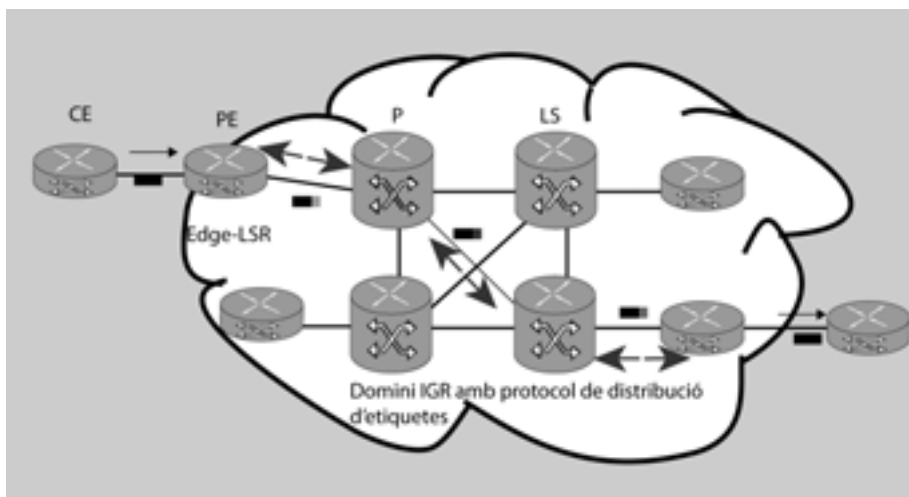 CE
PE
P
LS
Edge-LSR
Domini IGR amb protocol de distribució
d'etiquetes